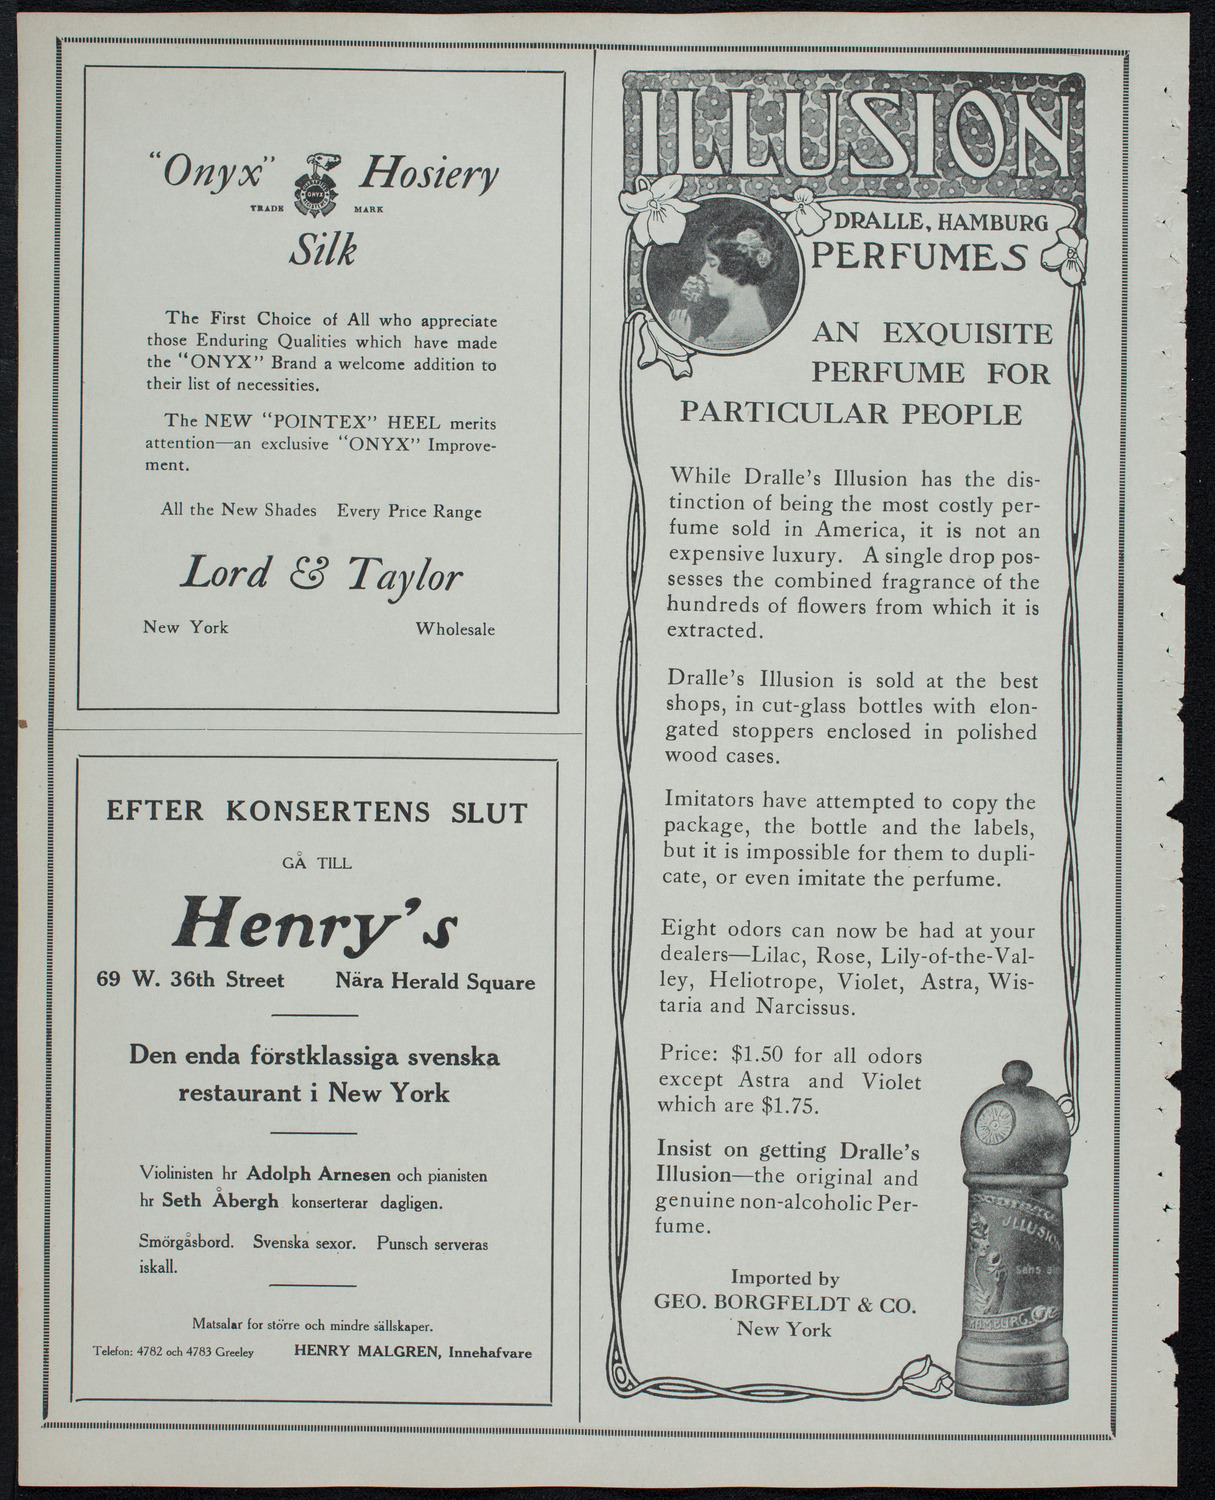 "Onyx" Hosiery
ONYX
TRADE MARK
Silk
The First Choice of All who appreciate
those Enduring Qualities which have made
the "ONYX" Brand a welcome addition to
their list of necessities.
The NEW "POINTEX" HEEL merits
attention—an exclusive "ONYX" Improve-
ment.
All the New Shades Every Price Range
Lord & Taylor
New York Wholesale
EFTER KONSERTENS SLUT
GÅ TILL
Henry's
69 W. 36th Street Nära Herald Square
Den enda förstklassiga svenska
restaurant i New York
Violinisten hr Adolph Arnesen och pianisten
hr Seth Åbergh konserterar dagligen.
Smörgåsbord. Svenska sexor. Punsch serveras
iskall.
Matsalar for större och mindre sällskaper.
Telefon: 4782 och 4783 Greeley HENRY MALGREN, Innehafvare
ILLUSION
DRALLE, HAMBURG
PERFUMES
AN EXQUISITE
PERFUME FOR
PARTICULAR PEOPLE
While Dralle's Illusion has the dis-
tinction of being the most costly per-
fume sold in America, it is not an
expensive luxury. A single drop pos-
sesses the combined fragrance of the
hundreds of flowers from which it is
extracted.
Dralle's Illusion is sold at the best
shops, in cut-glass bottles with elon-
gated stoppers enclosed in polished
wood cases.
Imitators have attempted to copy the
package, the bottle and the labels,
but it is impossible for them to dupli-
cate, or even imitate the perfume.
Eight odors can now be had at your
dealers—Lilac, Rose, Lily-of-the-Val-
ley, Heliotrope, Violet, Astra, Wis-
taria and Narcissus.
Price: $1.50 for all odors
except Astra and Violet
which are $1.75.
Insist on getting Dralle's
Illusion—the original and
genuine non-alcoholic Per-
fume.
Imported by
GEO. BORGFELDT & CO.
New York
ILLUSION
Sans
HAMBURG